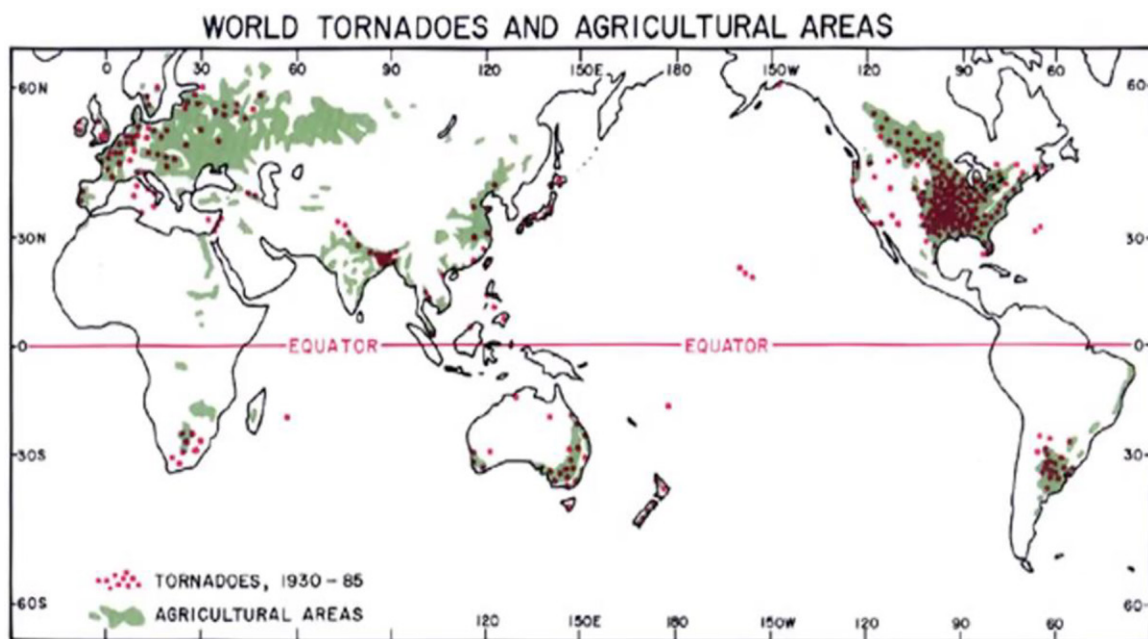 WORLD TORNADOES AND AGRICULTURAL AREAS
0 30 60 90 120 150E 180 150W 120 90 60
60N 60
30N 30
0 EQUATOR EQUATOR 0
30S 30
TORNADOES, 1930-85
AGRICULTURAL AREAS
60S 120 150E 180 150W 120 90 60 60